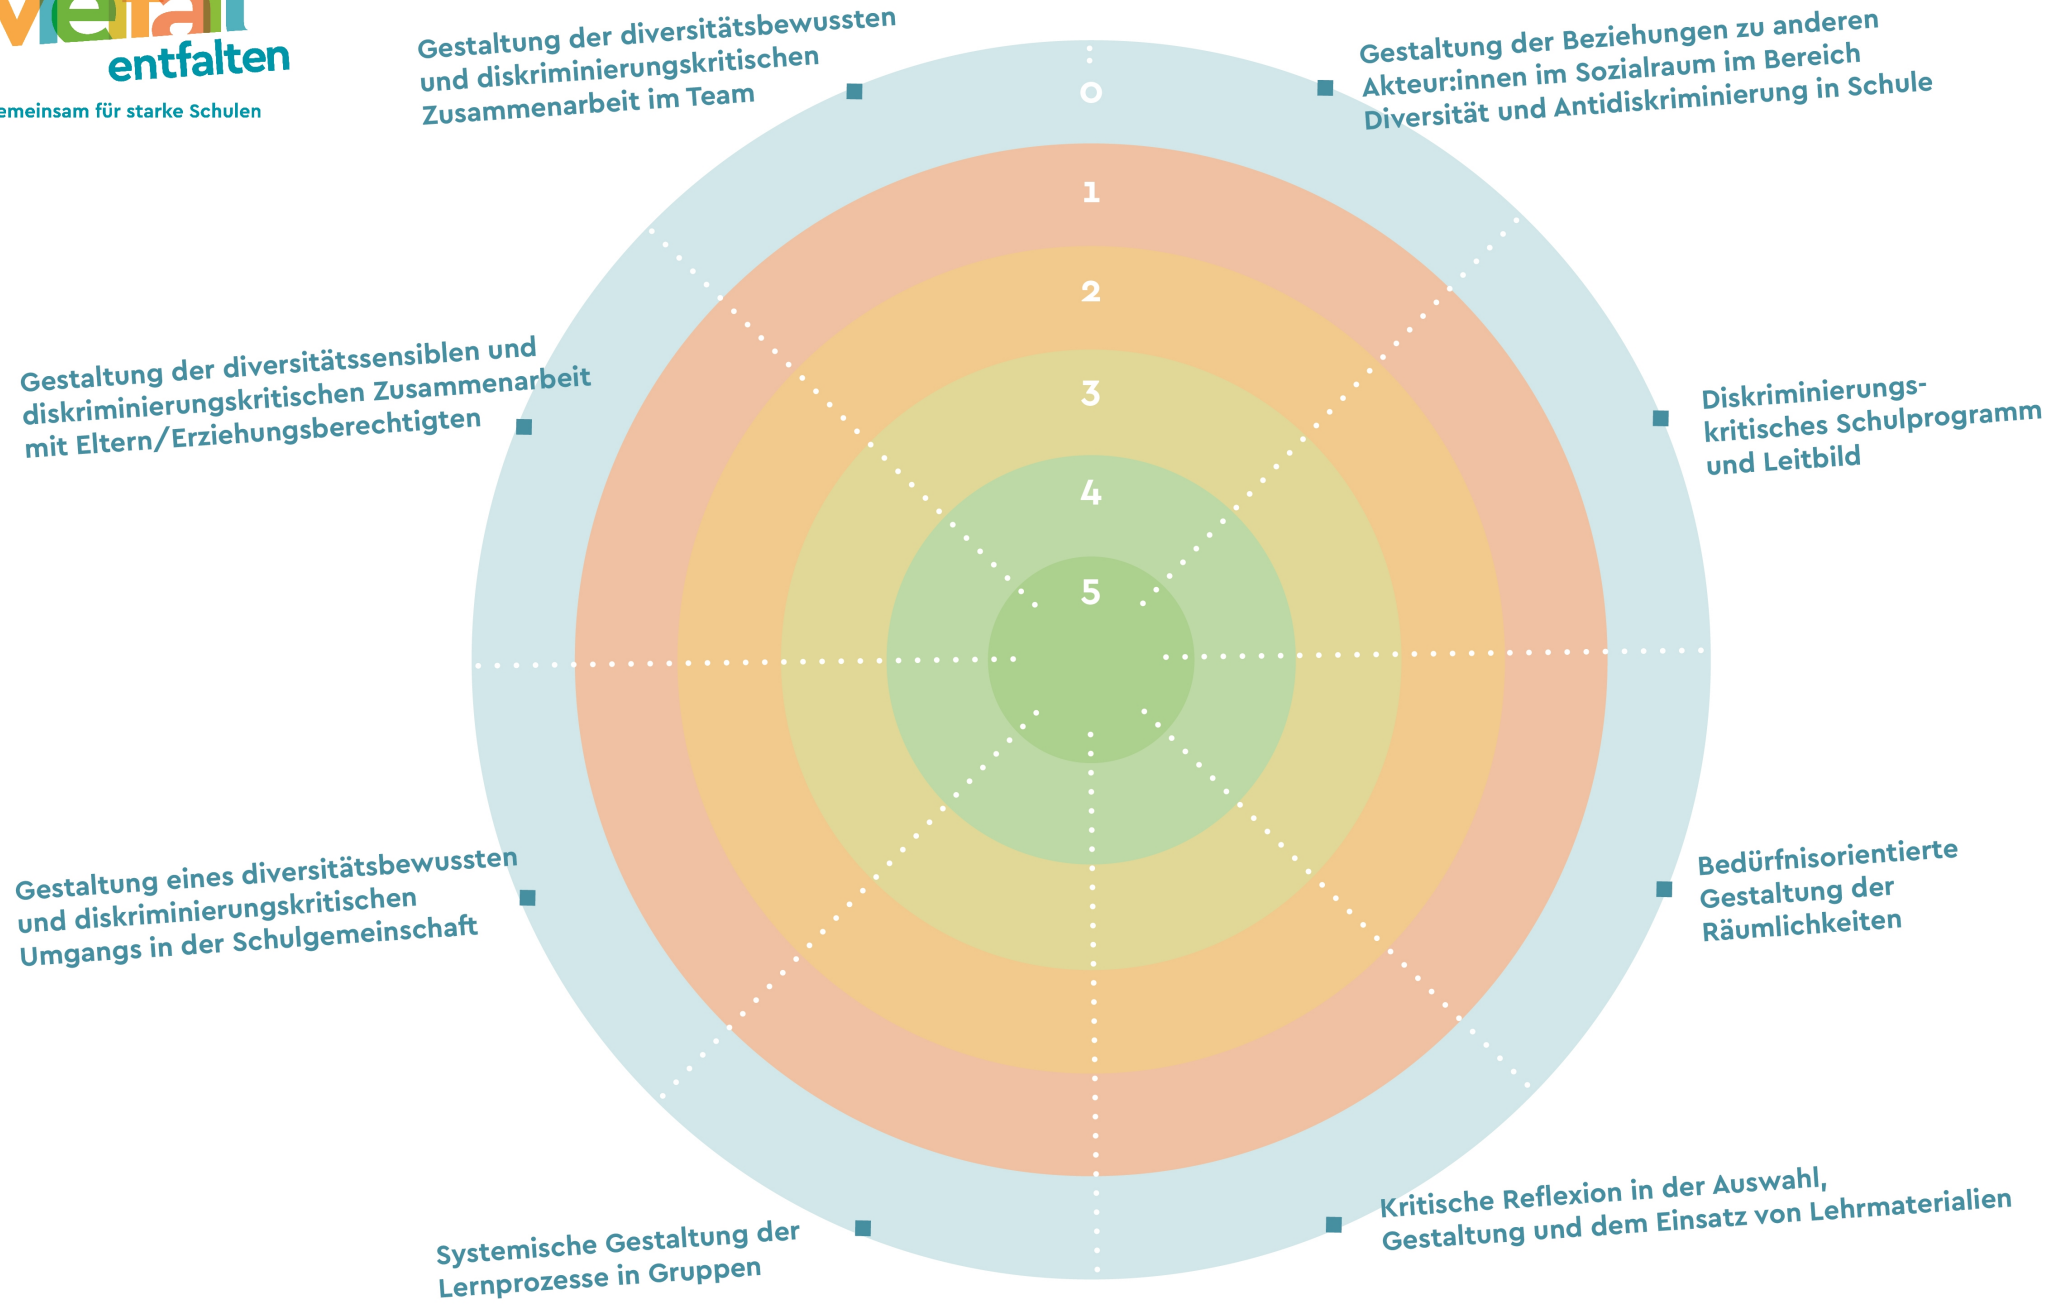 entfalten
emeinsam für starke Schulen
Gestaltung der diversitätsbewussten
und diskriminierungskritischen
Zusammenarbeit im Team
Gestaltung der Beziehungen zu anderen
Akteur:innen im Sozialraum im Bereich
Diversität und Antidiskriminierung in Schule
0
1
2
3
4
5
Gestaltung der diversitätssensiblen und
diskriminierungskritischen Zusammenarbeit
mit Eltern/Erziehungsberechtigten
Diskriminierungs-
kritisches Schulprogramm
und Leitbild
Gestaltung eines diversitätsbewussten
und diskriminierungskritischen
Umgangs in der Schulgemeinschaft
Bedürfnisorientierte
Gestaltung der
Räumlichkeiten
Systemische Gestaltung der
Lernprozesse in Gruppen
Kritische Reflexion in der Auswahl,
Gestaltung und dem Einsatz von Lehrmaterialien